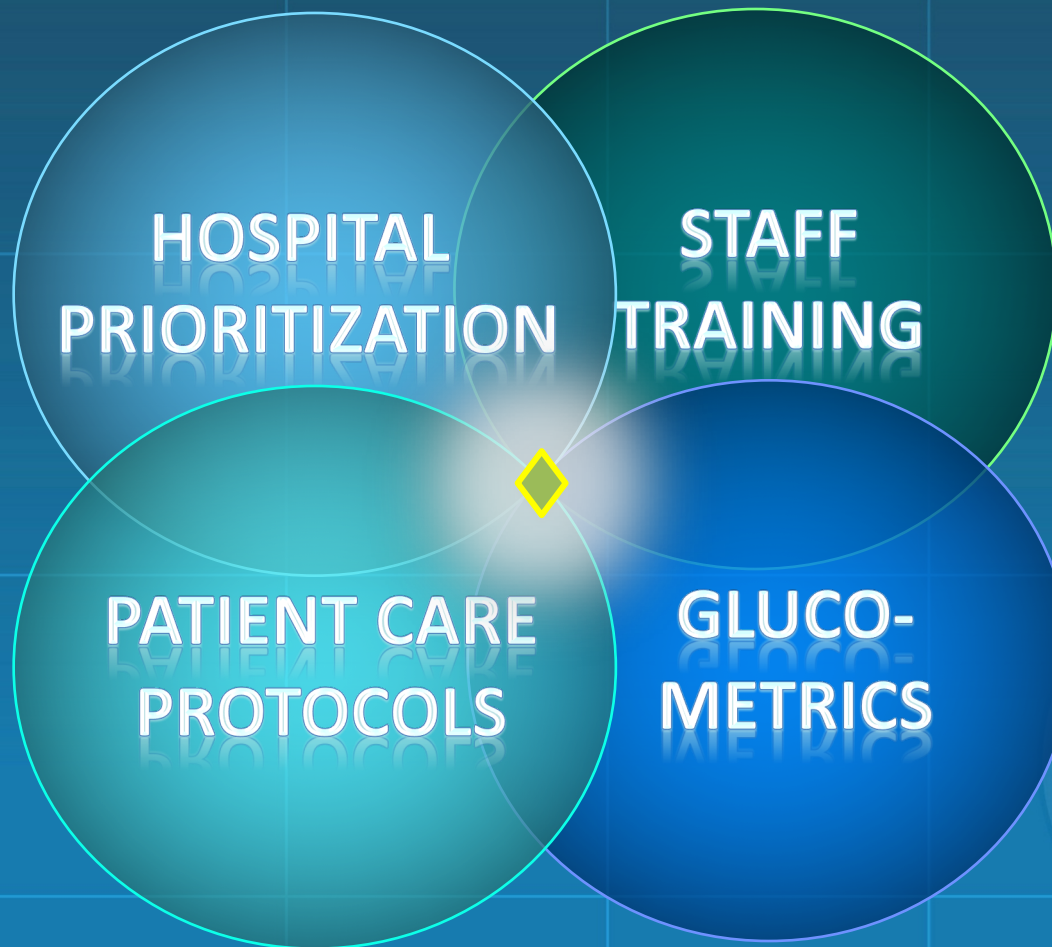 HOSPITAL
PRIORITIZATION
STAFF
TRAINING
PATIENT CARE
PROTOCOLS
GLUCO-
METRICS